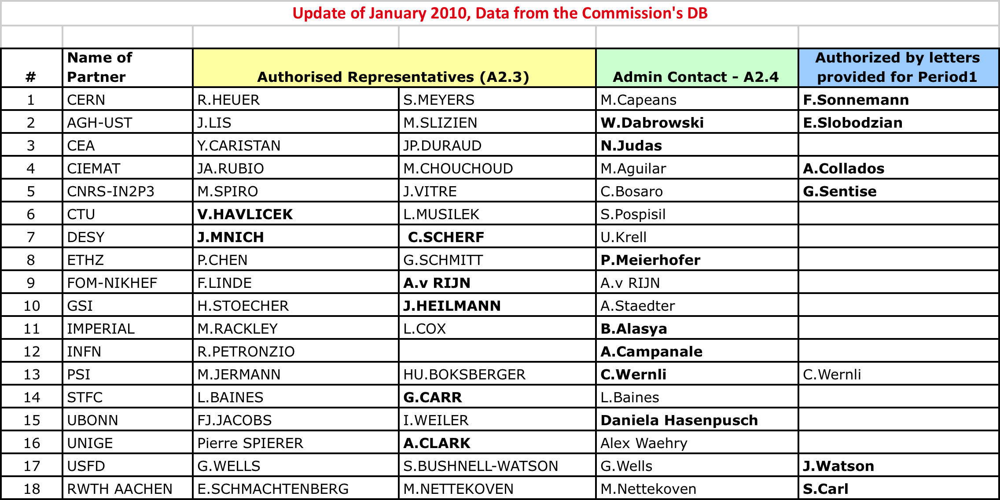 Update of January 2010, Data from the Commission's DB
# Name of Partner Authorised Representatives (A2.3) Admin Contact - A2.4 Authorized by letters provided for Period1
1 CERN R.HEUER S.MEYERS M.Capeans F.Sonnemann
2 AGH-UST J.LIS M.SLIZIEN W.Dabrowski E.Slobodzian
3 CEA Y.CARISTAN JP.DURAUD N.Judas
4 CIEMAT JA.RUBIO M.CHOUCHOUD M.Aguilar A.Collados
5 CNRS-IN2P3 M.SPIRO J.VITRE C.Bosaro G.Sentise
6 CTU V.HAVLICEK L.MUSILEK S.Pospisil
7 DESY J.MNICH C.SCHERF U.Krell
8 ETHZ P.CHEN G.SCHMITT P.Meierhofer
9 FOM-NIKHEF F.LINDE A.v RIJN A.v RIJN
10 GSI H.STOECHER J.HEILMANN A.Staedter
11 IMPERIAL M.RACKLEY L.COX B.Alasya
12 INFN R.PETRONZIO A.Campanale
13 PSI M.JERMANN HU.BOKSBERGER C.Wernli C.Wernli
14 STFC L.BAINES G.CARR L.Baines
15 UBONN FJ.JACOBS I.WEILER Daniela Hasenpusch
16 UNIGE Pierre SPIERER A.CLARK Alex Waehry
17 USFD G.WELLS S.BUSHNELL-WATSON G.Wells J.Watson
18 RWTH AACHEN E.SCHMACHTENBERG M.NETTEKOVEN M.Nettekoven S.Carl